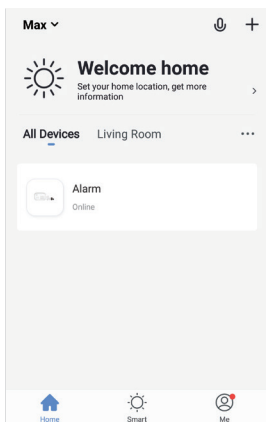 Max
Welcome home
Set your home location, get more
information
All Devices Living Room
Alarm
Online
Home Smart Me